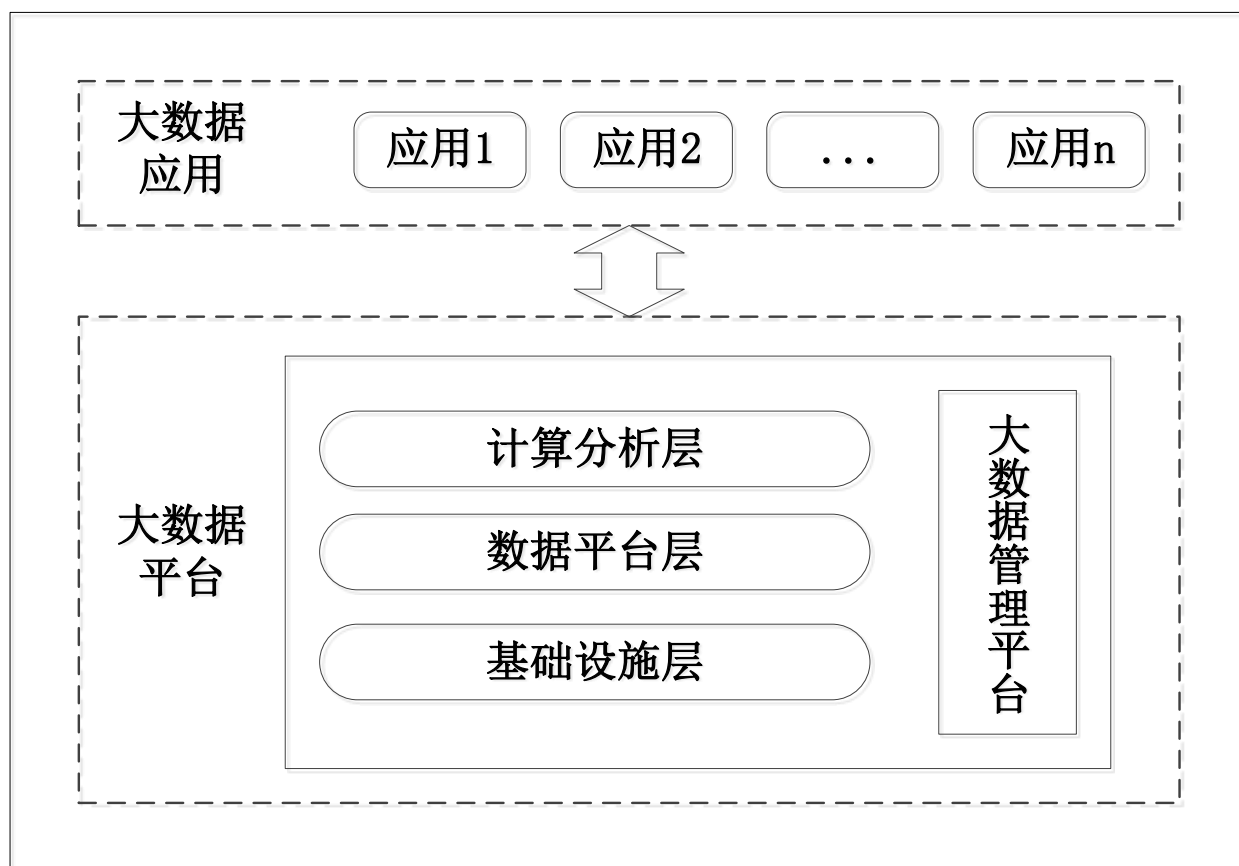 大数据
应用
应用1
应用2
...
应用n
大数据
平台
计算分析层
数据平台层
基础设施层
大数据管理平台